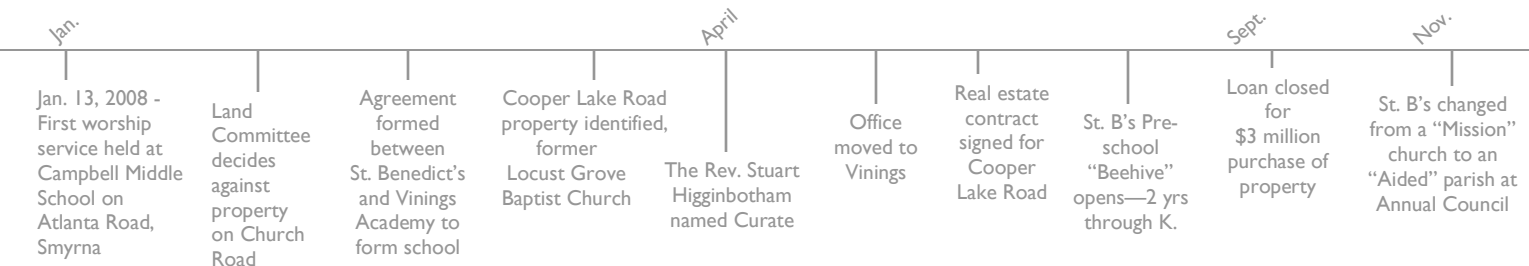 Jan.
April
Sept.
Nov.
Jan. 13, 2008 -
First worship
service held at
Campbell Middle
School on
Atlanta Road,
Smyrna
Land
Committee
decides
against
property
on Church
Road
Agreement
formed
between
St. Benedict’s
and Vinings
Academy to
form school
Cooper Lake Road
property identified,
former
Locust Grove
Baptist Church
The Rev. Stuart
Higginbotham
named Curate
Office
moved to
Vinings
Real estate
contract
signed for
Cooper
Lake Road
St. B’s Pre-
school
“Beehive”
opens—2 yrs
through K.
Loan closed
for
$3 million
purchase of
property
St. B’s changed
from a “Mission”
church to an
“Aided” parish at
Annual Council